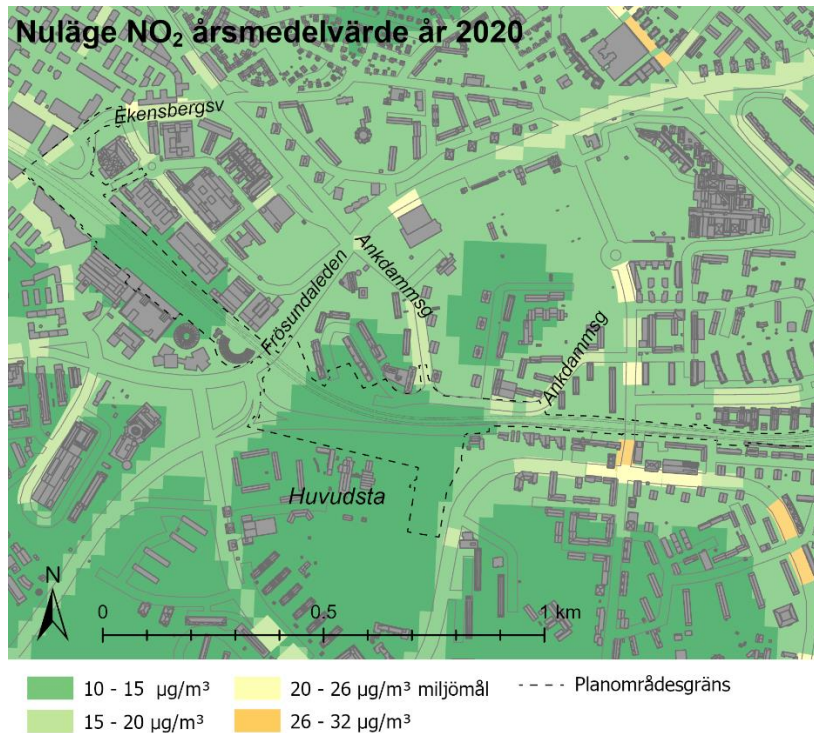 Nuläge NO₂ årsmedelvärde år 2020
Ekensbergsv
Ankdammsg
Frösundaleden
Ankdammsg
Huvudsta
N
0 0.5 1 km
10 - 15 µg/m³
20 - 26 µg/m³ miljömål
Planområdesgräns
15 - 20 µg/m³
26 - 32 µg/m³